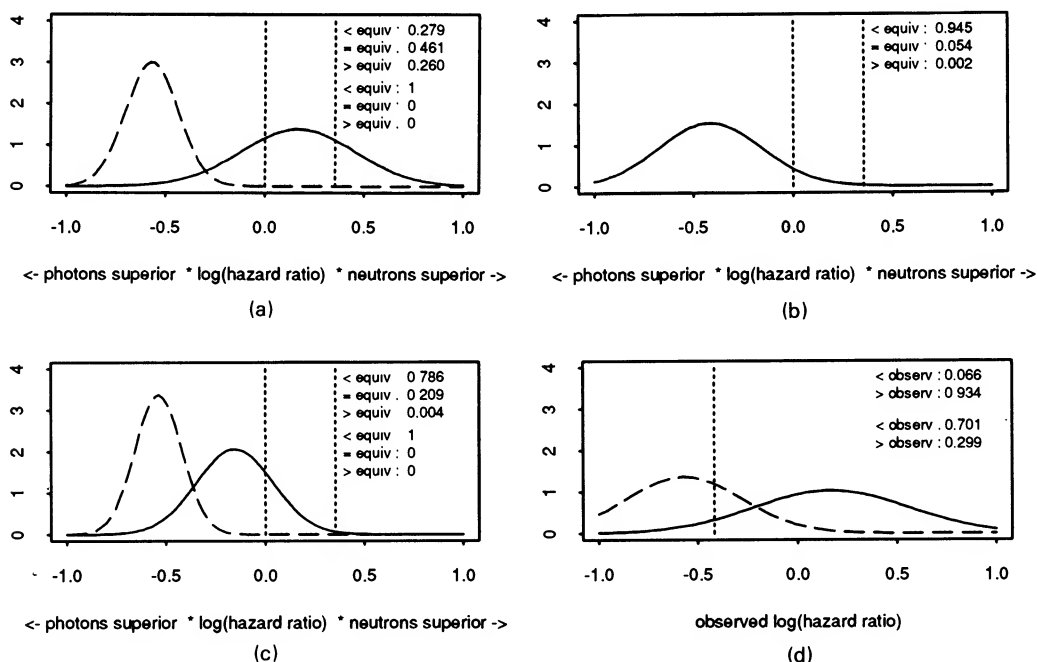 4
3
2
1
0
< equiv : 0.279
= equiv . 0 461
> equiv 0.260
< equiv : 1
= equiv : 0
> equiv . 0
-1.0 -0.5 0.0 0.5 1.0
<- photons superior * log(hazard ratio) * neutrons superior ->
(a)
4
3
2
1
0
< equiv : 0.945
= equiv : 0.054
> equiv : 0.002
-1.0 -0.5 0.0 0.5 1.0
<- photons superior * log(hazard ratio) * neutrons superior ->
(b)
4
3
2
1
0
< equiv 0 786
= equiv . 0 209
> equiv 0.004
< equiv 1
= equiv : 0
> equiv : 0
-1.0 -0.5 0.0 0.5 1.0
<- photons superior * log(hazard ratio) * neutrons superior ->
(c)
4
3
2
1
0
< observ : 0.066
> observ : 0 934
< observ . 0.701
> observ : 0.299
-1.0 -0.5 0.0 0.5 1.0
observed log(hazard ratio)
(d)